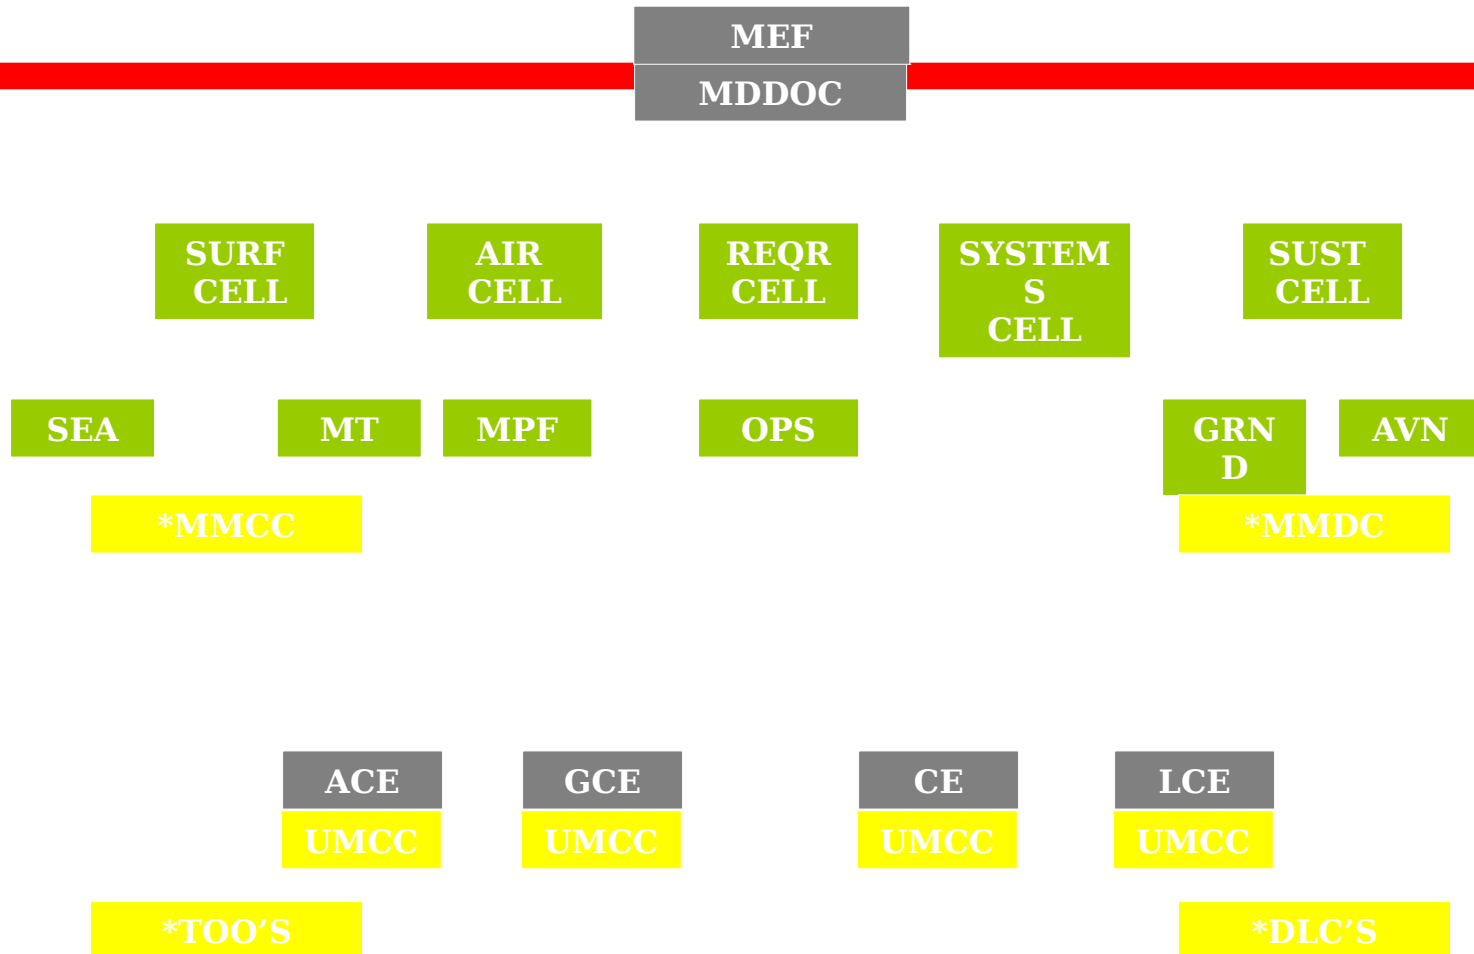 MEF
MDDOC
SURF
CELL
AIR
CELL
REQR
CELL
SYSTEM
S
CELL
SUST
CELL
SEA
MT
MPF
OPS
GRN
D
AVN
*MMCC
*MMDC
ACE
GCE
CE
LCE
UMCC
UMCC
UMCC
UMCC
*TOO’S
*DLC’S